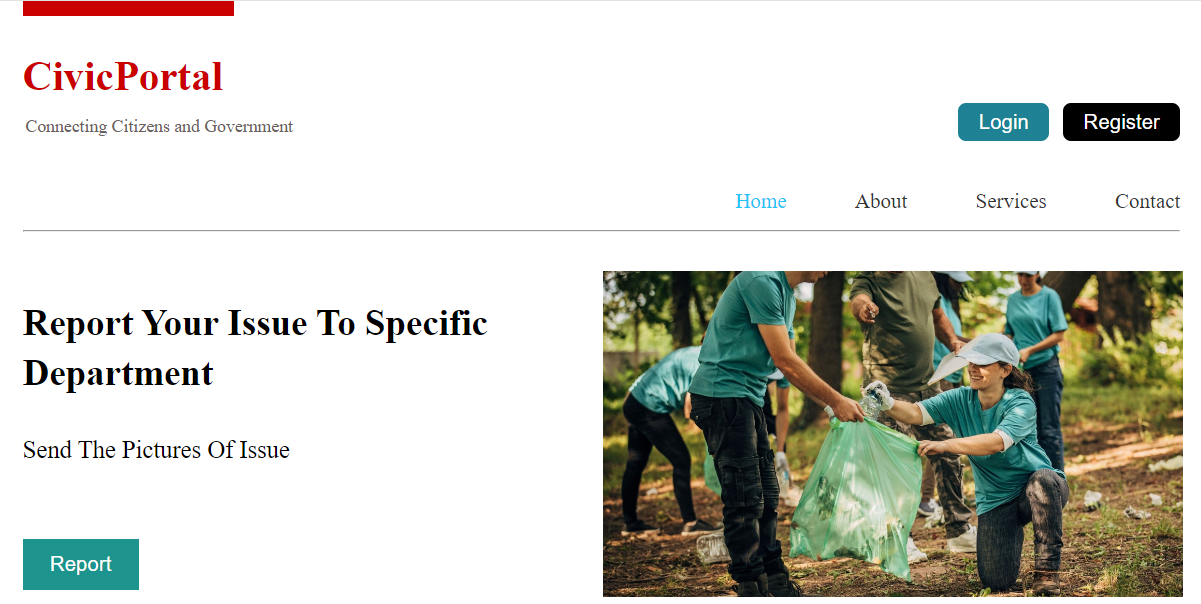 CivicPortal
Connecting Citizens and Government
Login
Register
Home
About
Services
Contact
Report Your Issue To Specific
Department
Send The Pictures Of Issue
Report